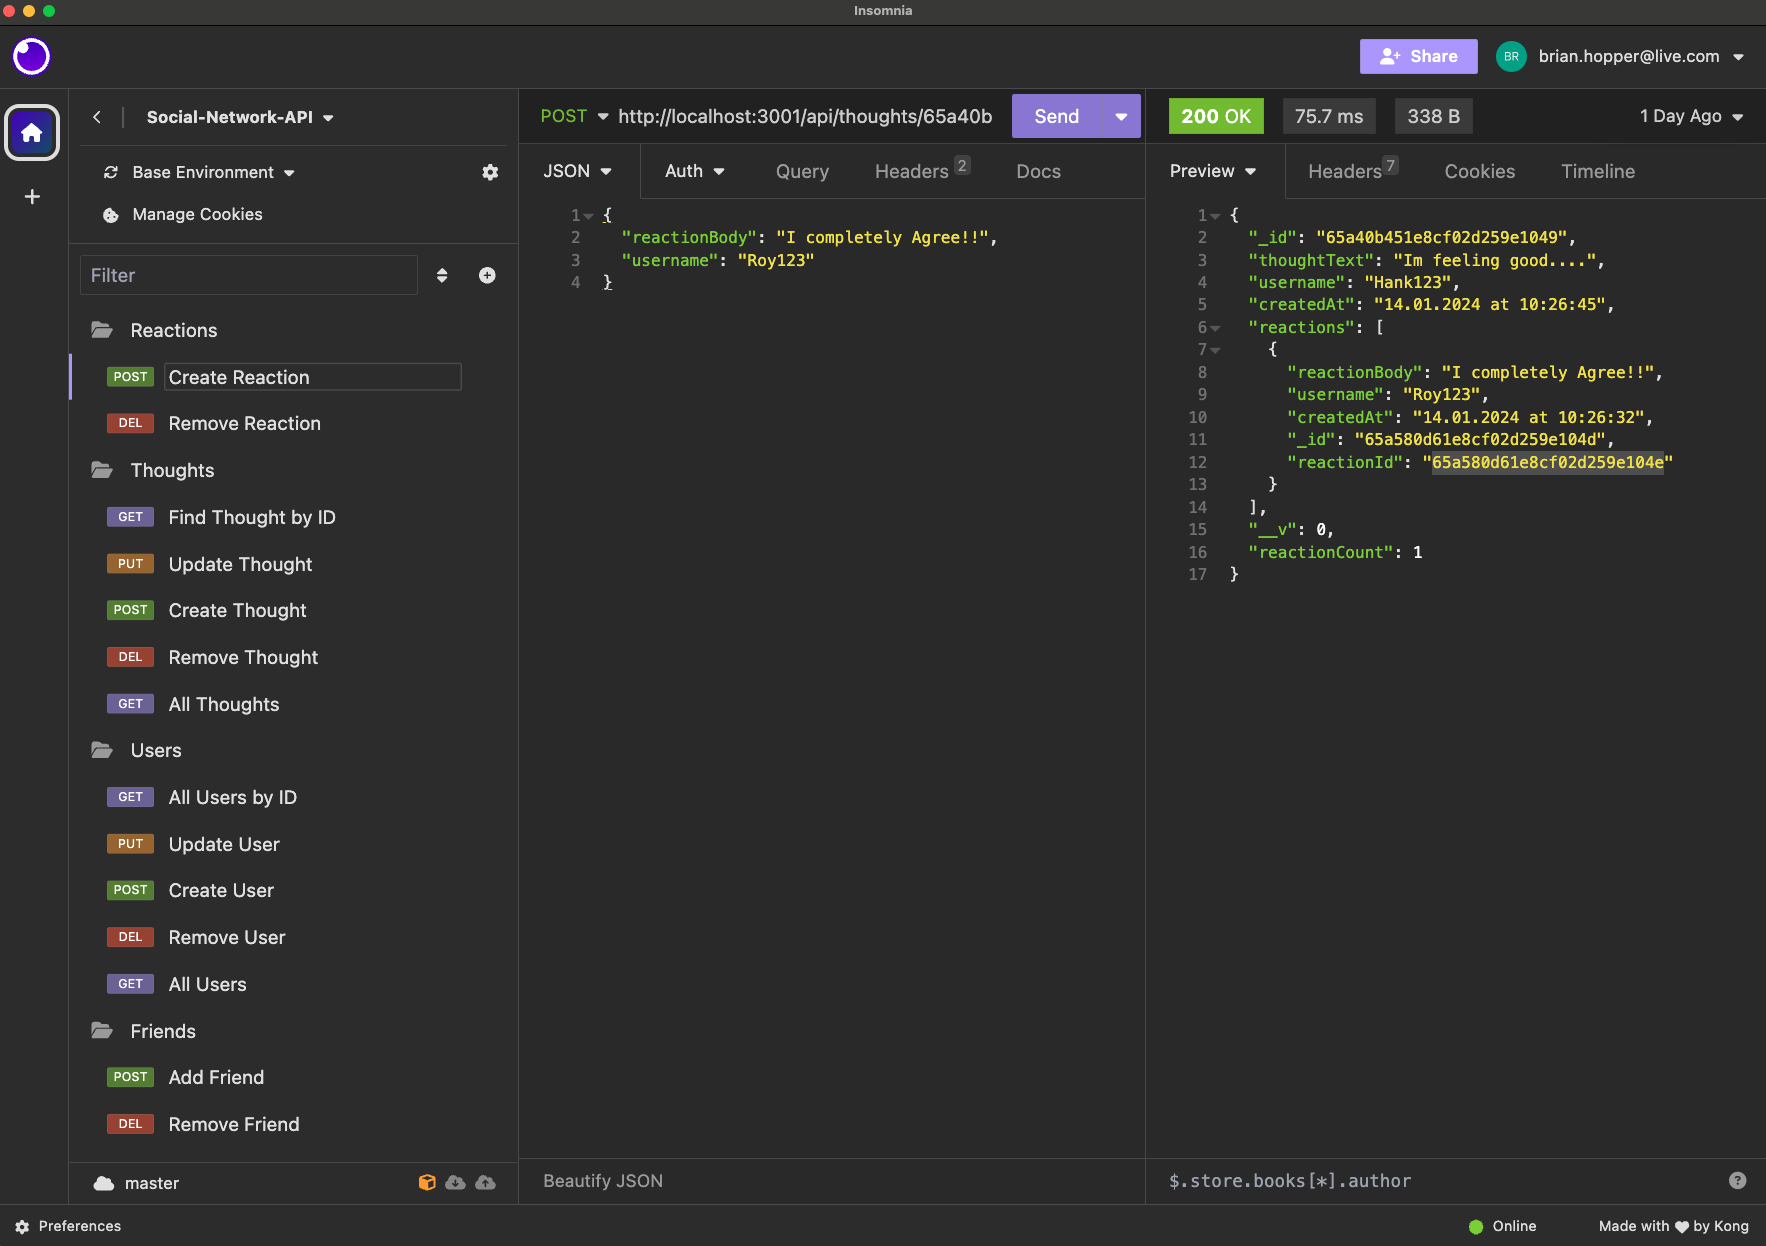 Insomnia
Share
BR
brian.hopper@live.com
Social-Network-API
Base Environment
Manage Cookies
Filter
Reactions
POST Create Reaction
DEL Remove Reaction
Thoughts
GET Find Thought by ID
PUT Update Thought
POST Create Thought
DEL Remove Thought
GET All Thoughts
Users
GET All Users by ID
PUT Update User
POST Create User
DEL Remove User
GET All Users
Friends
POST Add Friend
DEL Remove Friend
master
POST http://localhost:3001/api/thoughts/65a40b Send
JSON Auth Query Headers 2 Docs
1 {
2 "reactionBody": "I completely Agree!!",
3 "username": "Roy123"
4 }
Beautify JSON
200 OK 75.7 ms 338 B 1 Day Ago
Preview Headers 7 Cookies Timeline
1 {
2 "_id": "65a40b451e8cf02d259e1049",
3 "thoughtText": "Im feeling good....",
4 "username": "Hank123",
5 "createdAt": "14.01.2024 at 10:26:45",
6 "reactions": [
7 {
8 "reactionBody": "I completely Agree!!",
9 "username": "Roy123",
10 "createdAt": "14.01.2024 at 10:26:32",
11 "_id": "65a580d61e8cf02d259e104d",
12 "reactionId": "65a580d61e8cf02d259e104e"
13 }
14 ],
15 "__v": 0,
16 "reactionCount": 1
17 }
$.store.books[*].author
Preferences
Online
Made with ♥ by Kong